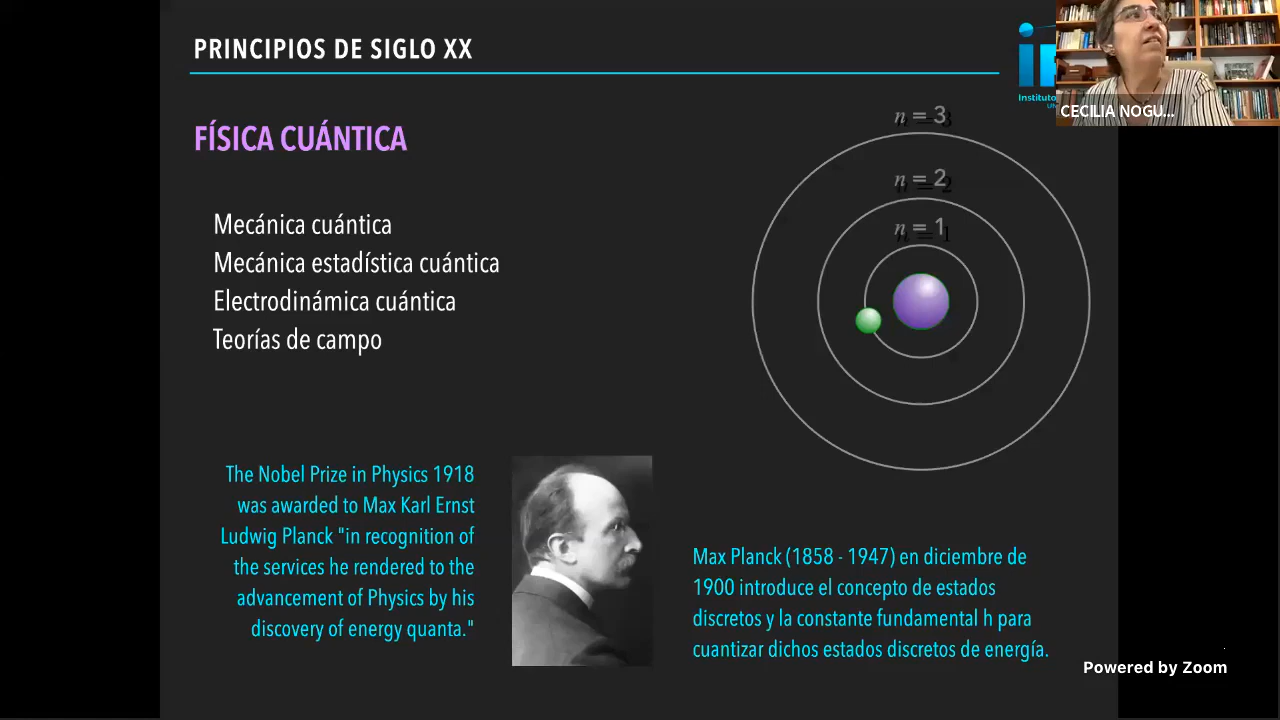 PRINCIPIOS DE SIGLO XX
Instituto
CECILIA NOGU...
FÍSICA CUÁNTICA
n = 3
n = 2
n = 1
Mecánica cuántica
Mecánica estadística cuántica
Electrodinámica cuántica
Teorías de campo
The Nobel Prize in Physics 1918
was awarded to Max Karl Ernst
Ludwig Planck "in recognition of
the services he rendered to the
advancement of Physics by his
discovery of energy quanta."
Max Planck (1858 - 1947) en diciembre de
1900 introduce el concepto de estados
discretos y la constante fundamental h para
cuantizar dichos estados discretos de energía.
Powered by Zoom